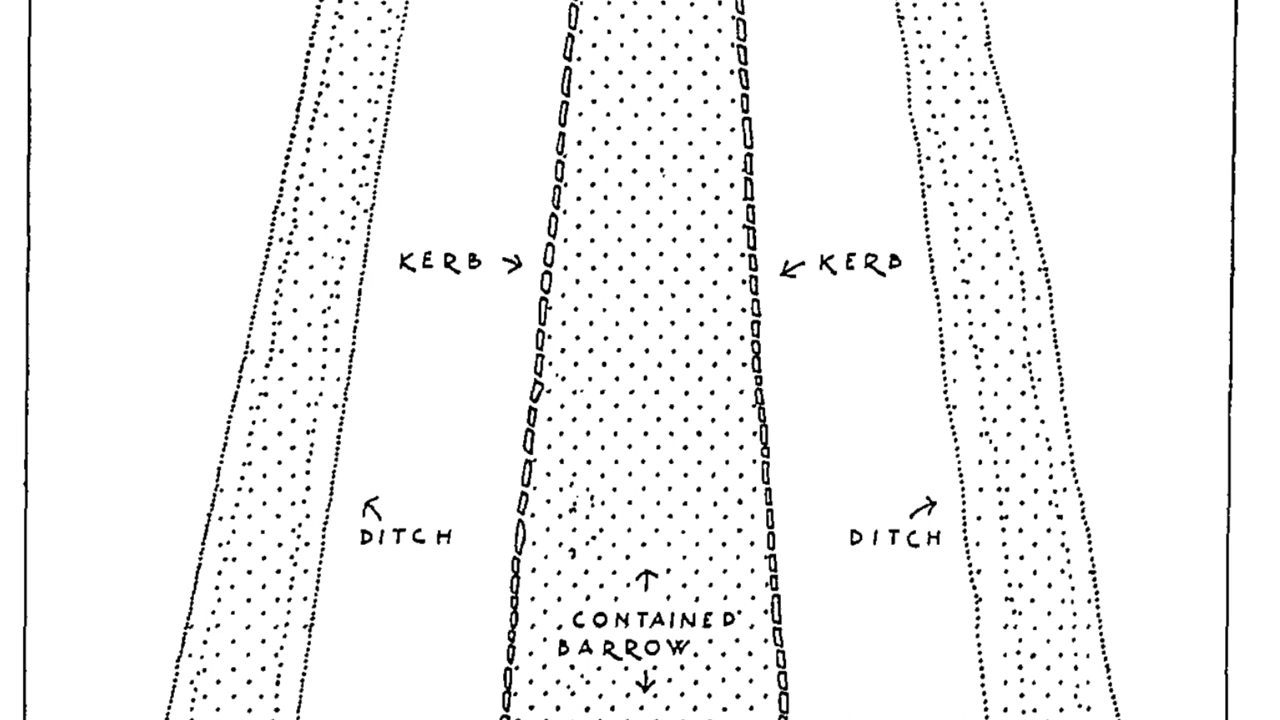 KERB → ← KERB
DITCH DITCH
CONTAINED
BARROW